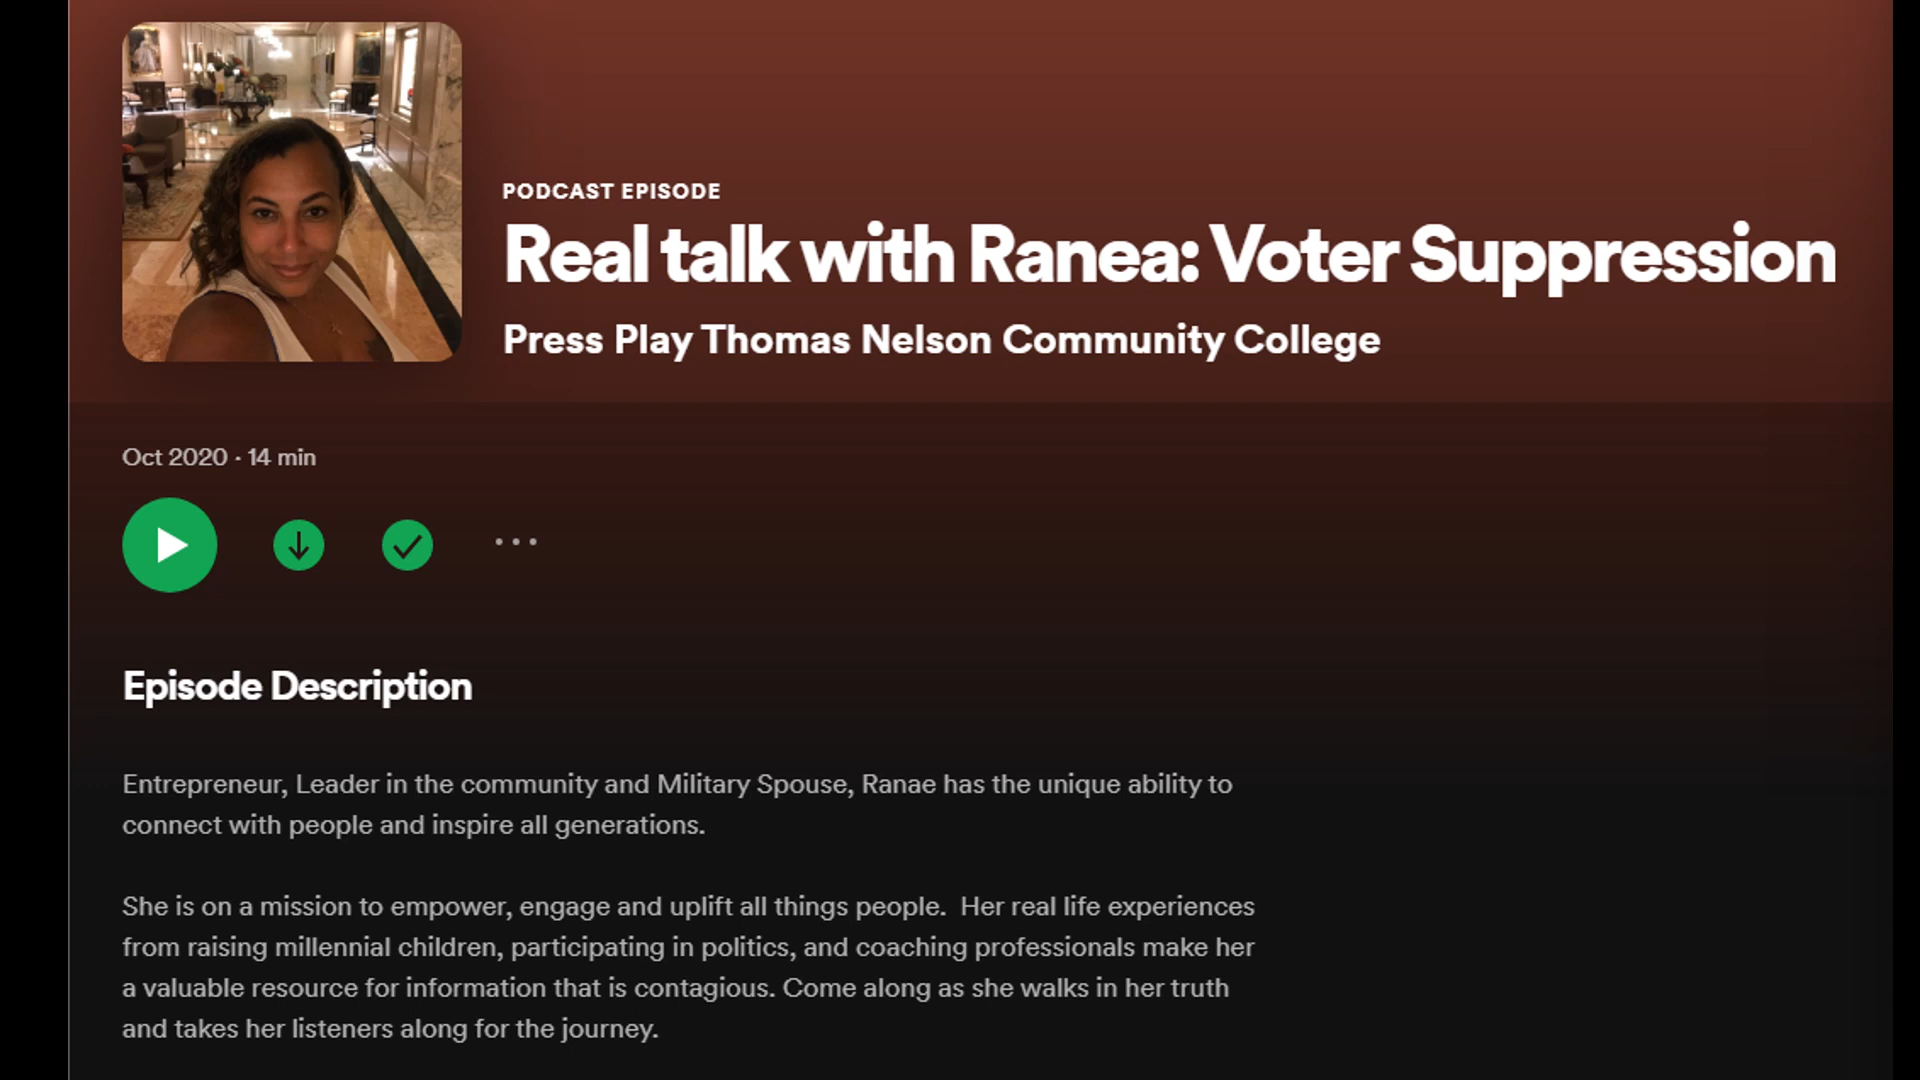 PODCAST EPISODE
Real talk with Ranea: Voter Suppression
Press Play Thomas Nelson Community College
Oct 2020 · 14 min
Episode Description
Entrepreneur, Leader in the community and Military Spouse, Ranae has the unique ability to
connect with people and inspire all generations.
She is on a mission to empower, engage and uplift all things people.  Her real life experiences
from raising millennial children, participating in politics, and coaching professionals make her
a valuable resource for information that is contagious. Come along as she walks in her truth
and takes her listeners along for the journey.